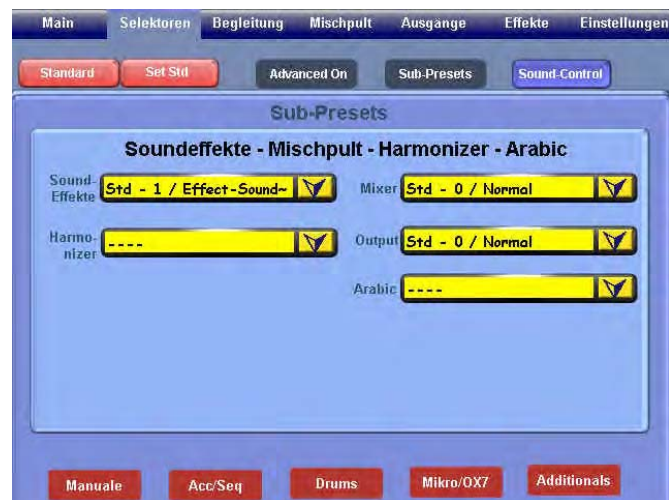 Main Selektoren Begleitung Mischpult Ausgänge Effekte Einstellungen
Standard Set Std Advanced On Sub-Presets Sound-Control
Sub-Presets
Soundeffekte - Mischpult - Harmonizer - Arabic
Sound-
Effekte Std - 1 / Effect-Sound~ Mixer Std - 0 / Normal
Harmo-
nizer ---- Output Std - 0 / Normal
Arabic ----
Manuale Acc/Seq Drums Mikro/OX7 Additionals